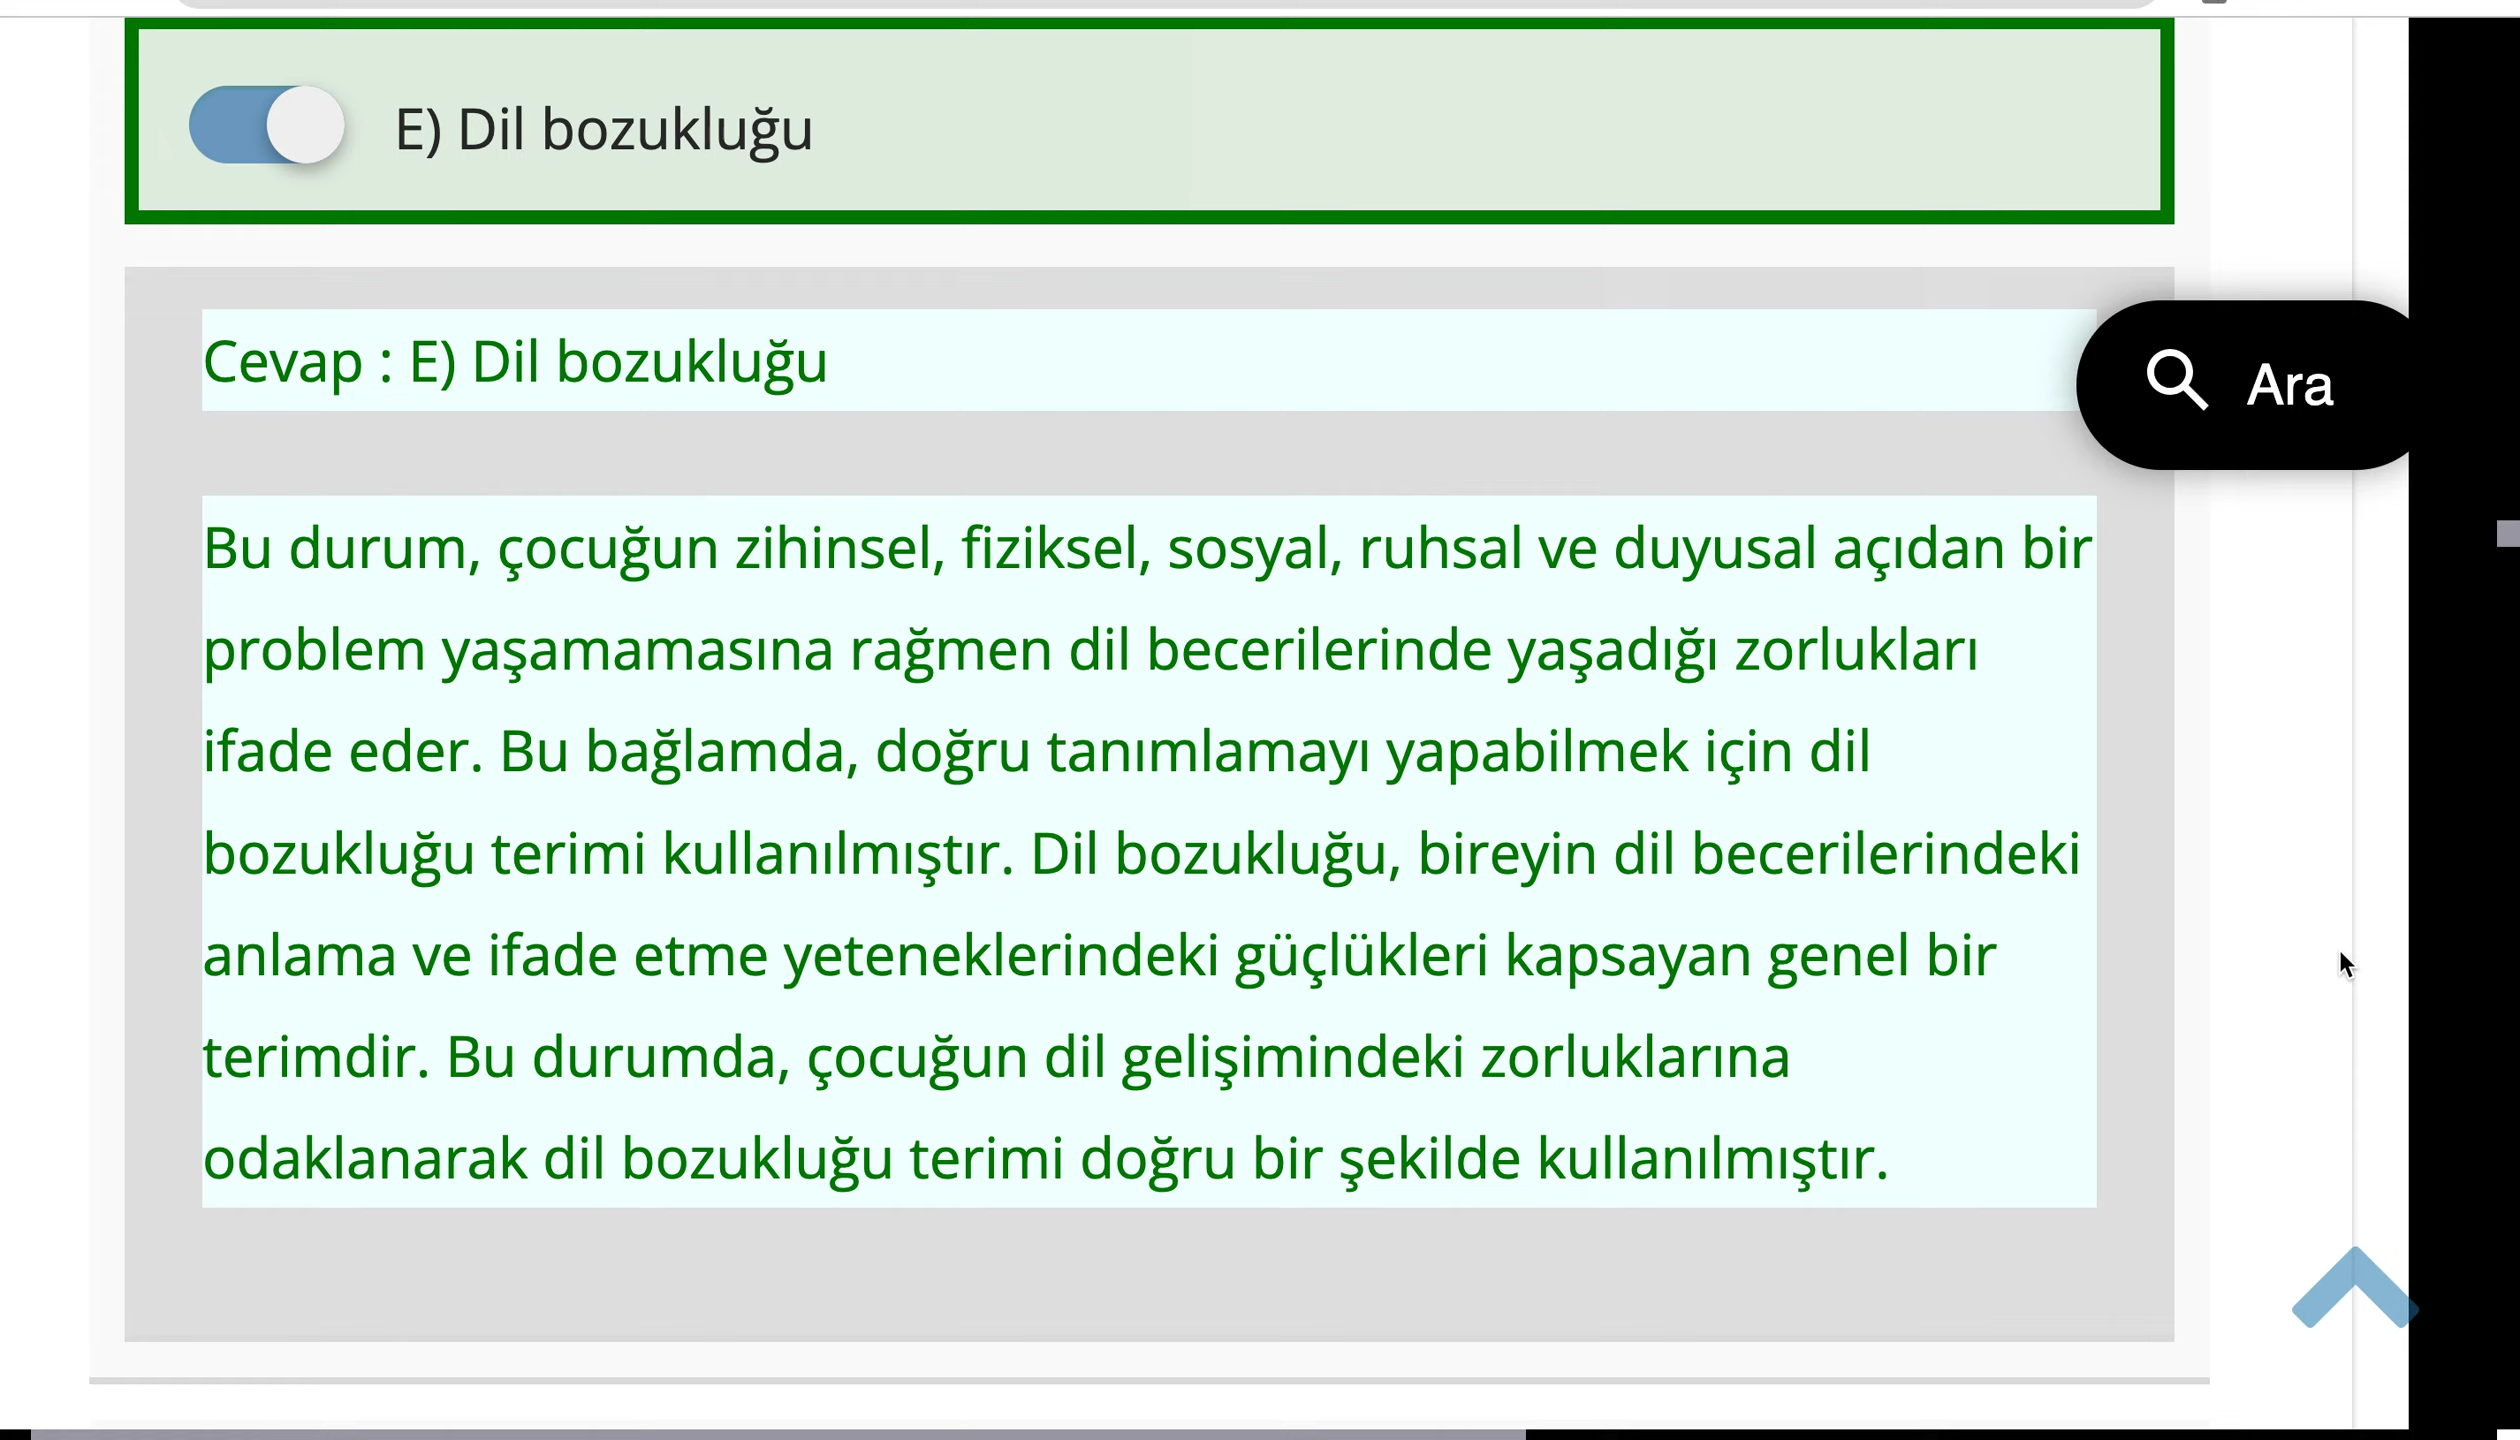 E) Dil bozukluğu
Cevap : E) Dil bozukluğu
Ara
Bu durum, çocuğun zihinsel, fiziksel, sosyal, ruhsal ve duyusal açıdan bir
problem yaşamamasına rağmen dil becerilerinde yaşadığı zorlukları
ifade eder. Bu bağlamda, doğru tanımlamayı yapabilmek için dil
bozukluğu terimi kullanılmıştır. Dil bozukluğu, bireyin dil becerilerindeki
anlama ve ifade etme yeteneklerindeki güçlükleri kapsayan genel bir
terimdir. Bu durumda, çocuğun dil gelişimindeki zorluklarına
odaklanarak dil bozukluğu terimi doğru bir şekilde kullanılmıştır.